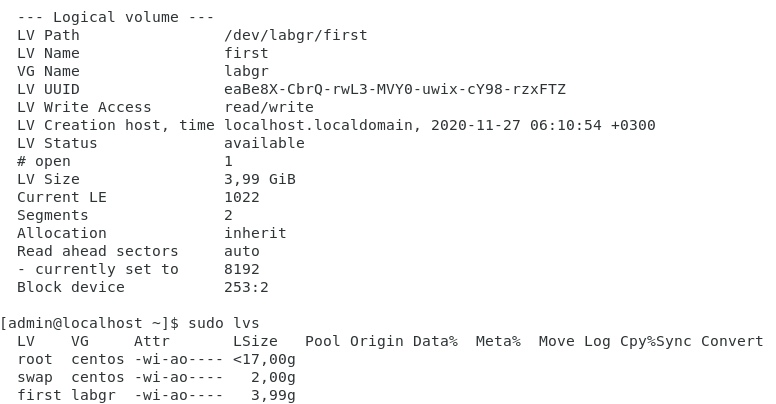 --- Logical volume ---
LV Path                /dev/labgr/first
LV Name                first
VG Name                labgr
LV UUID                eaBe8X-CbrQ-rwL3-MVY0-uwix-cY98-rzxFTZ
LV Write Access        read/write
LV Creation host, time localhost.localdomain, 2020-11-27 06:10:54 +0300
LV Status              available
# open                 1
LV Size                3,99 GiB
Current LE             1022
Segments               2
Allocation             inherit
Read ahead sectors     auto
- currently set to     8192
Block device           253:2
[admin@localhost ~]$ sudo lvs
  LV    VG     Attr       LSize   Pool Origin Data%  Meta%  Move Log Cpy%Sync Convert
  root  centos -wi-ao---- <17,00g
  swap  centos -wi-ao----   2,00g
  first labgr  -wi-ao----   3,99g